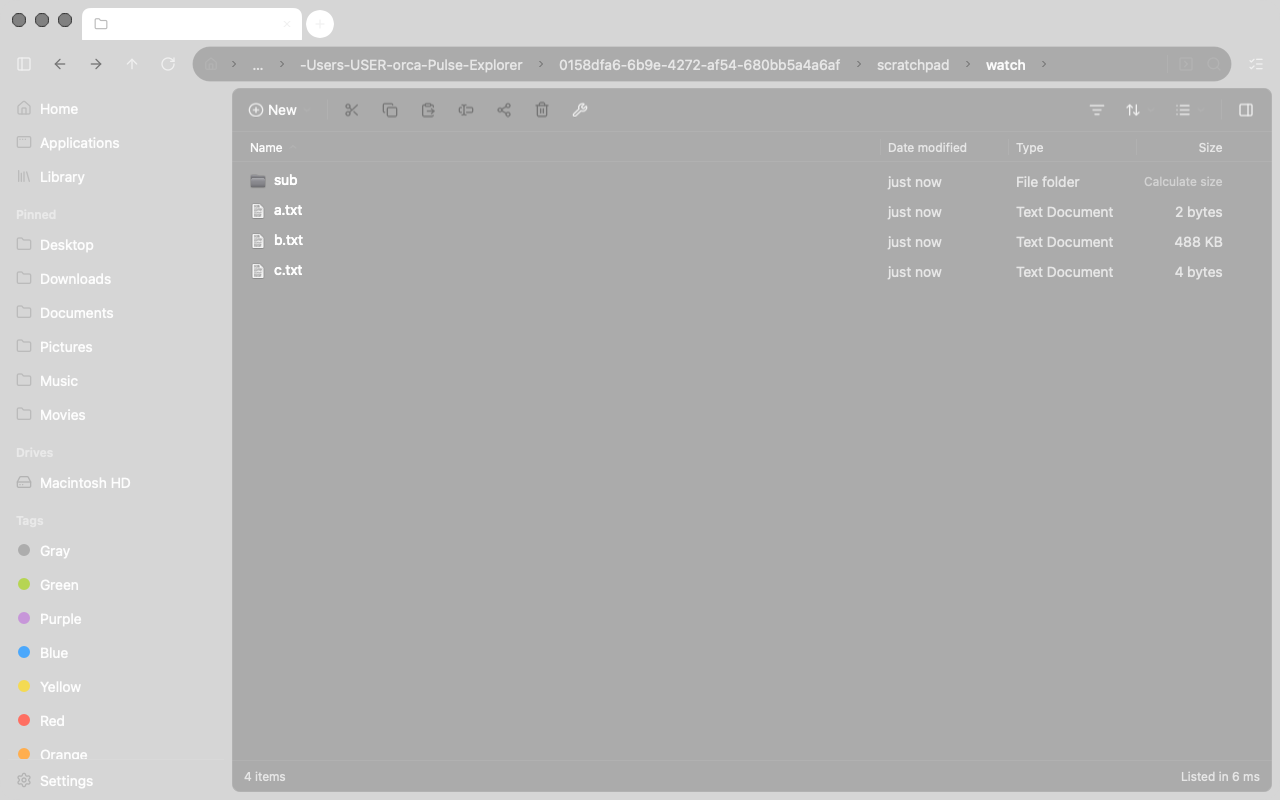 ... -Users-USER-orca-Pulse-Explorer 0158dfa6-6b9e-4272-af54-680bb5a4a6af scratchpad watch
Home
Applications
Library
Pinned
Desktop
Downloads
Documents
Pictures
Music
Movies
Drives
Macintosh HD
Tags
Gray
Green
Purple
Blue
Yellow
Red
Orange
Settings
New
Name Date modified Type Size
sub just now File folder Calculate size
a.txt just now Text Document 2 bytes
b.txt just now Text Document 488 KB
c.txt just now Text Document 4 bytes
4 items Listed in 6 ms